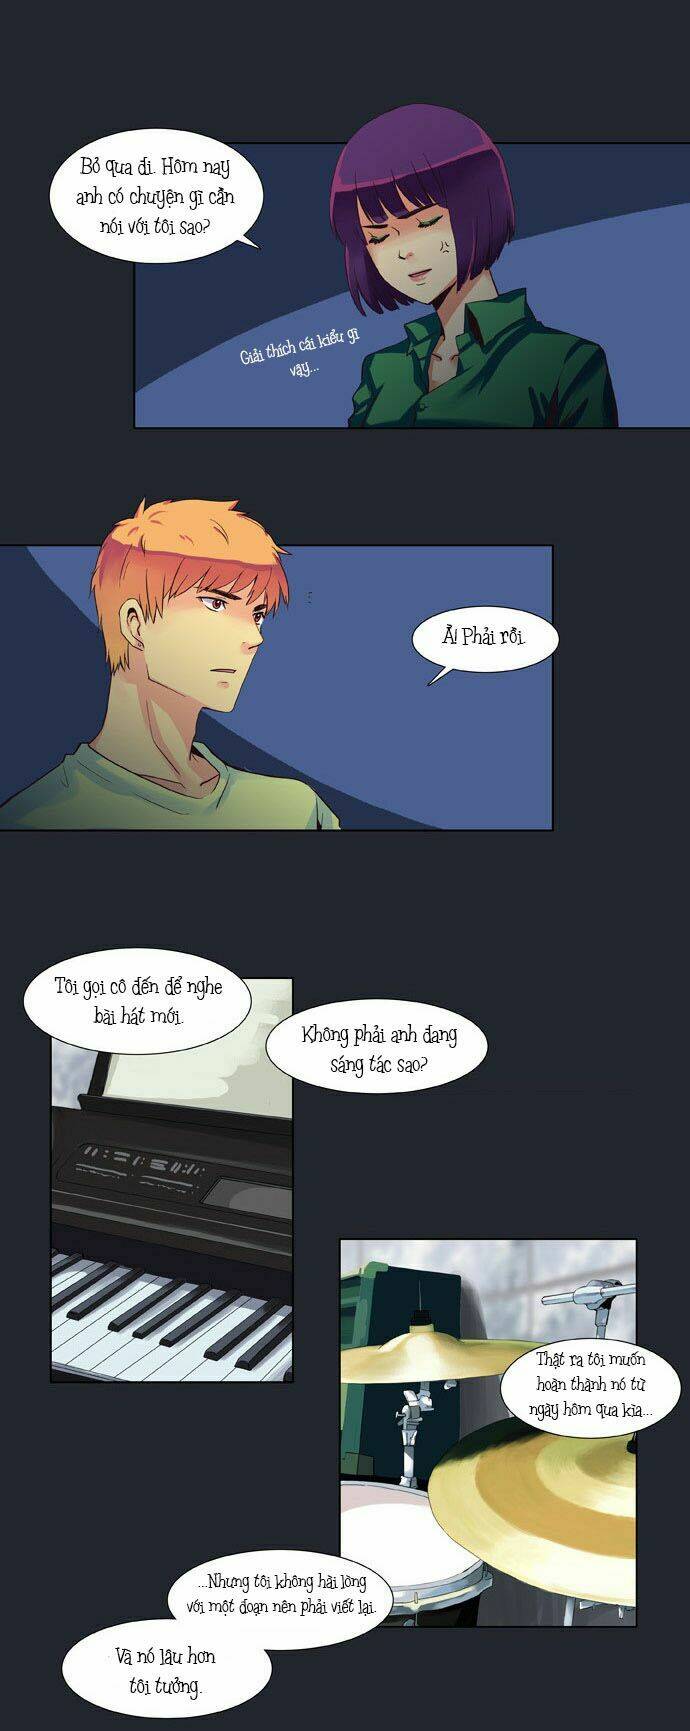 Bỏ qua đi. Hôm nay
anh có chuyện gì cần
nói với tôi sao?
Giải thích cái kiểu gì
vậy...
À! Phải rồi.
Tôi gọi cô đến để nghe
bài hát mới.
Không phải anh đang
sáng tác sao?
Thật ra tôi muốn
hoàn thành nó từ
ngày hôm qua kia...
...Nhưng tôi không hài lòng
với một đoạn nên phải viết lại.
Và nó lâu hơn
tôi tưởng.